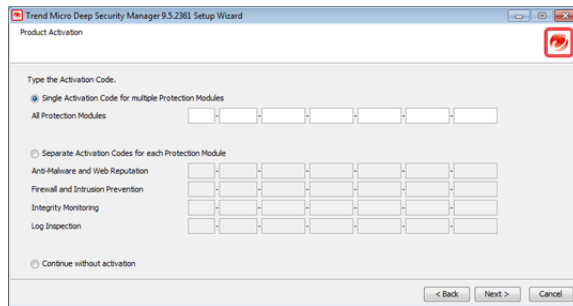 Trend Micro Deep Security Manager 9.5.2361 Setup Wizard
Product Activation
Type the Activation Code.
Single Activation Code for multiple Protection Modules
All Protection Modules - - - - - -
Separate Activation Codes for each Protection Module
Anti-Malware and Web Reputation - - - - - -
Firewall and Intrusion Prevention - - - - - -
Integrity Monitoring - - - - - -
Log Inspection - - - - - -
Continue without activation
< Back Next > Cancel